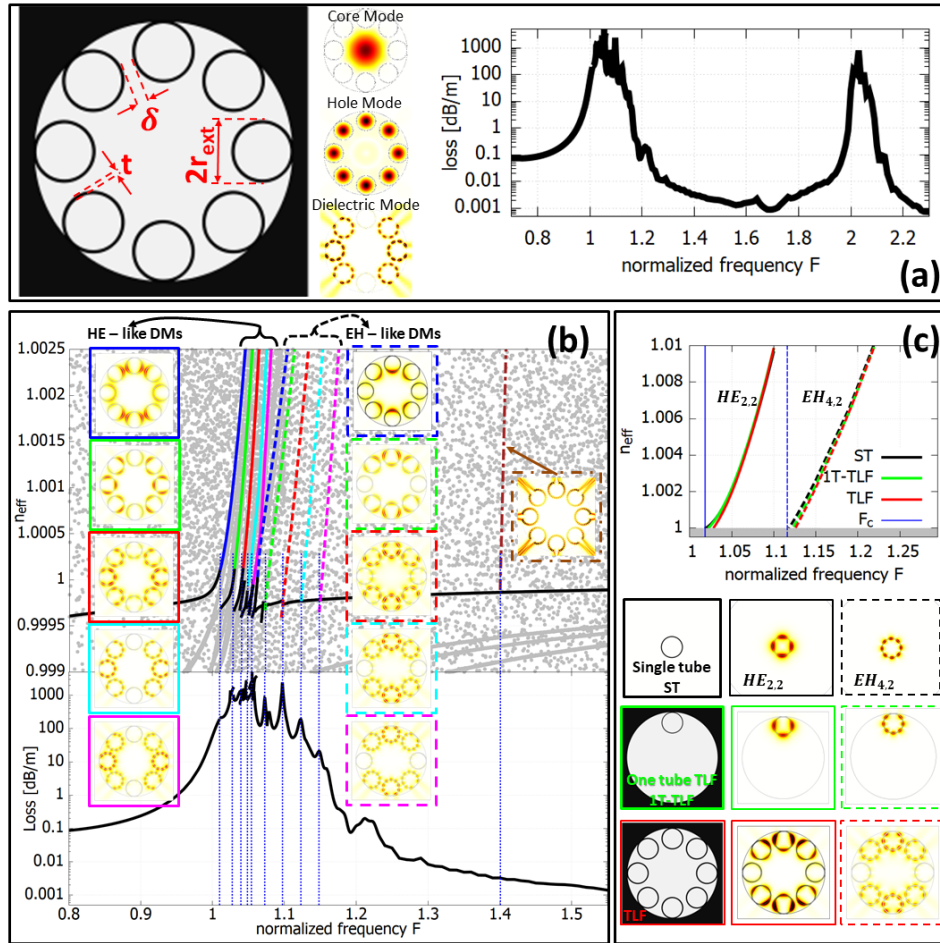 δ
t
2r_ext
Core Mode
Hole Mode
Dielectric Mode
loss [dB/m]
1000
100
10
1
0.1
0.01
0.001
0.8 1 1.2 1.4 1.6 1.8 2 2.2
normalized frequency F
(a)
HE – like DMs
EH – like DMs
(b)
n_eff
1.0025
1.002
1.0015
1.001
1.0005
1
0.9995
0.999
Loss [dB/m]
1000
100
10
1
0.1
0.01
0.001
0.8 0.9 1 1.1 1.2 1.3 1.4 1.5
normalized frequency F
(c)
n_eff
1.01
1.008
1.006
1.004
1.002
1
HE_2.2
EH_4.2
ST
1T-TLF
TLF
F_c
1 1.05 1.1 1.15 1.2 1.25
normalized frequency F
Single tube
ST
HE_2.2
EH_4.2
One tube TLF
1T-TLF
TLF